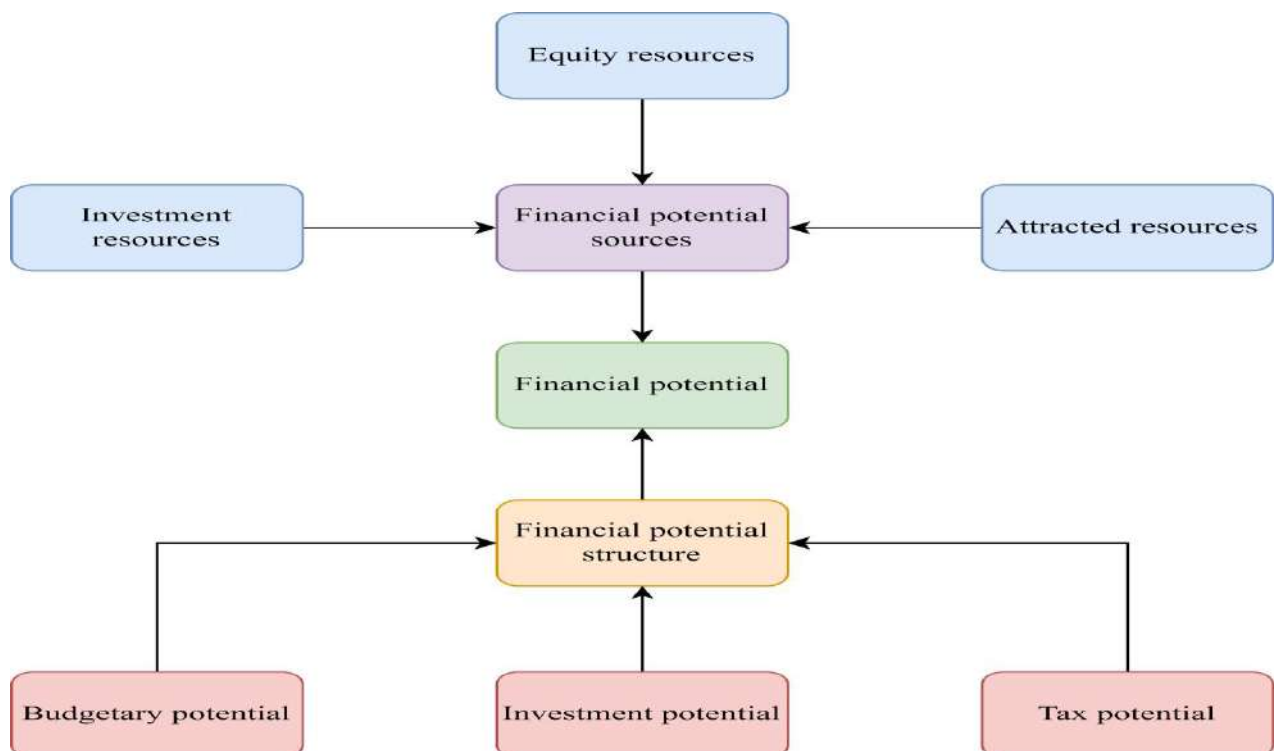 Equity resources
Investment
resources
Financial potential
sources
Attracted resources
Financial potential
Financial potential
structure
Budgetary potential
Investment potential
Tax potential